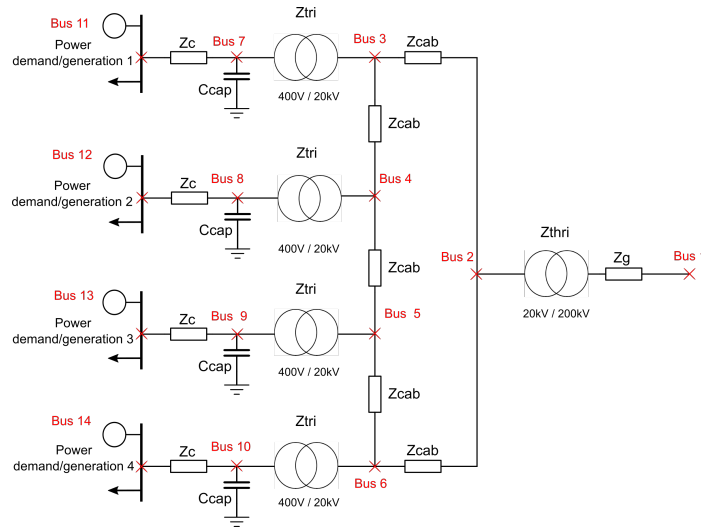 Ztri
Bus 11
Bus 7
Bus 3
Zc
Zcab
Power
demand/generation 1
Ccap
400V / 20kV
Zcab
Bus 12
Ztri
Zc
Bus 8
Bus 4
Power
demand/generation 2
Ccap
400V / 20kV
Zthri
Bus 2
Zg
Bus
Zcab
20kV / 200kV
Bus 13
Ztri
Zc
Bus 9
Bus 5
Power
demand/generation 3
Ccap
400V / 20kV
Zcab
Bus 14
Ztri
Zc
Bus 10
Zcab
Power
demand/generation 4
Bus 6
Ccap
400V / 20kV